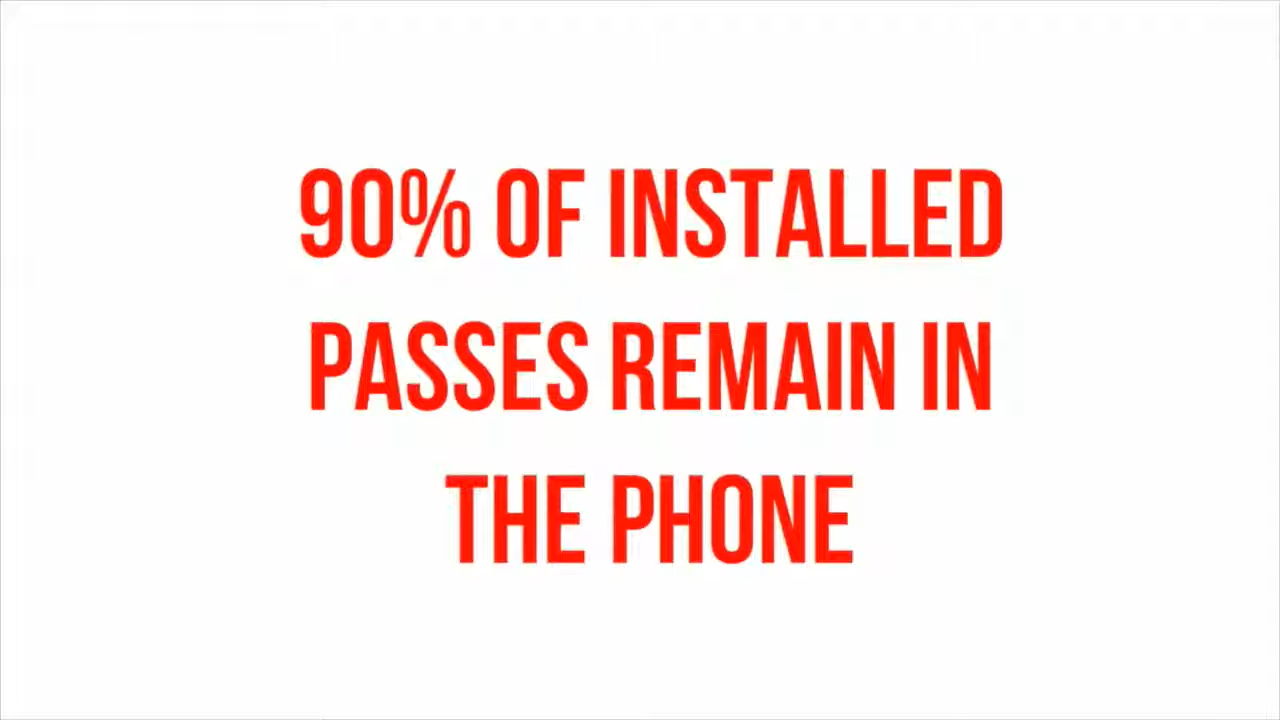 90% OF INSTALLED
PASSES REMAIN IN
THE PHONE